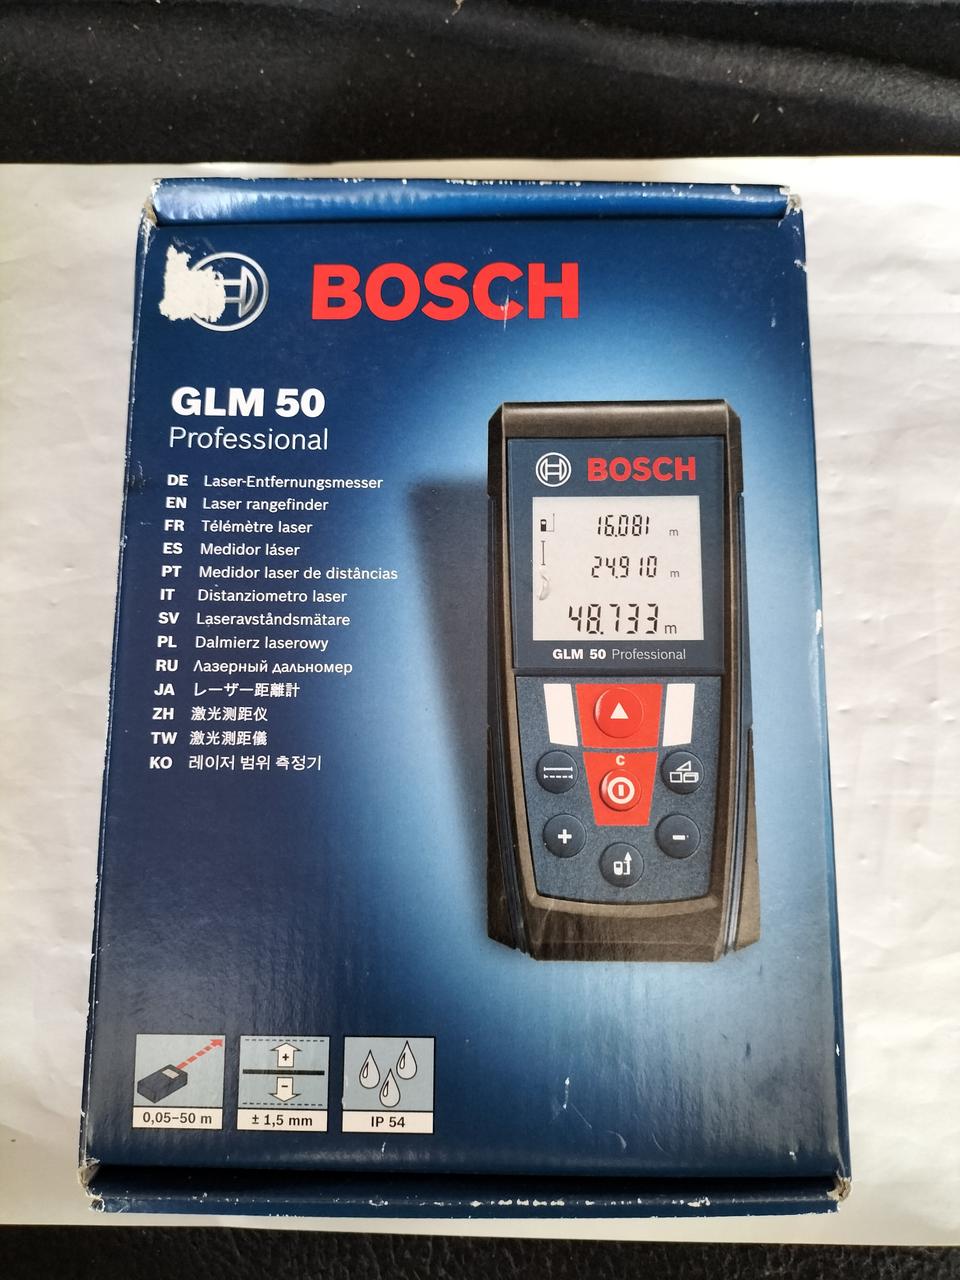 BOSCH
GLM 50
Professional
DE Laser-Entfernungsmesser
EN Laser rangefinder
FR Télémètre laser
ES Medidor láser
PT Medidor laser de distâncias
IT Distanziometro laser
SV Laseravståndsmätare
PL Dalmierz laserowy
RU Лазерный дальномер
JA レーザー距離計
ZH 激光测距仪
TW 激光測距儀
KO 레이저 범위 측정기
BOSCH
16.081 m
24.910 m
48.733 m
GLM 50 Professional
C
+
-
0,05–50 m
± 1,5 mm
IP 54